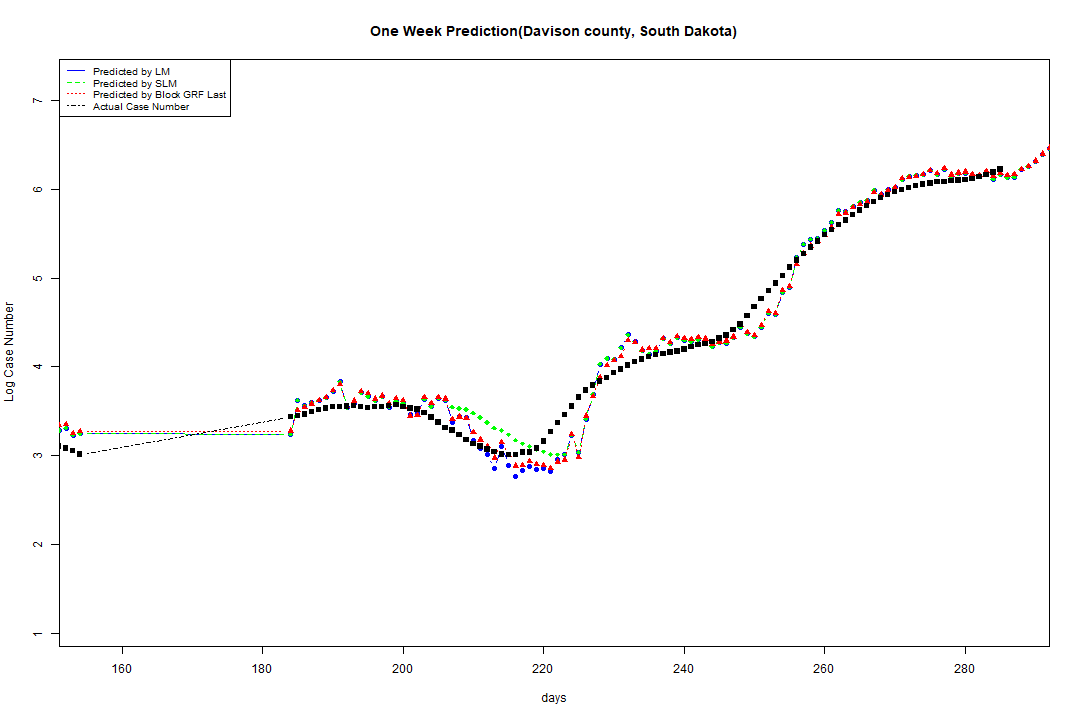 One Week Prediction(Davison county, South Dakota)
Predicted by LM
Predicted by SLM
Predicted by Block GRF Last
Actual Case Number
Log Case Number
7
6
5
4
3
2
1
160 180 200 220 240 260 280
days